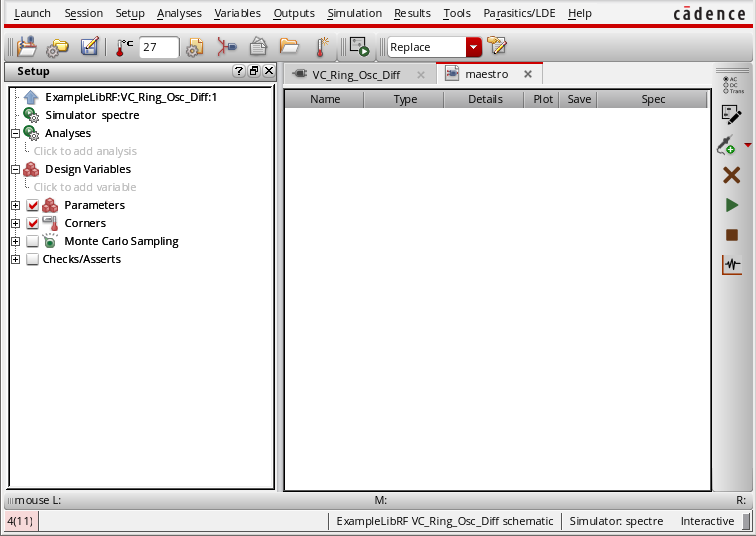 Launch Session Setup Analyses Variables Outputs Simulation Results Tools Parasitics/LDE Help cādence
°C 27 Replace
Setup
VC_Ring_Osc_Diff maestro
ExampleLibRF:VC_Ring_Osc_Diff:1
Simulator spectre
Analyses
Click to add analysis
Design Variables
Click to add variable
Parameters
Corners
Monte Carlo Sampling
Checks/Asserts
Name Type Details Plot Save Spec
AC
DC
Trans
mouse L: M: R:
4(11) ExampleLibRF VC_Ring_Osc_Diff schematic Simulator: spectre Interactive